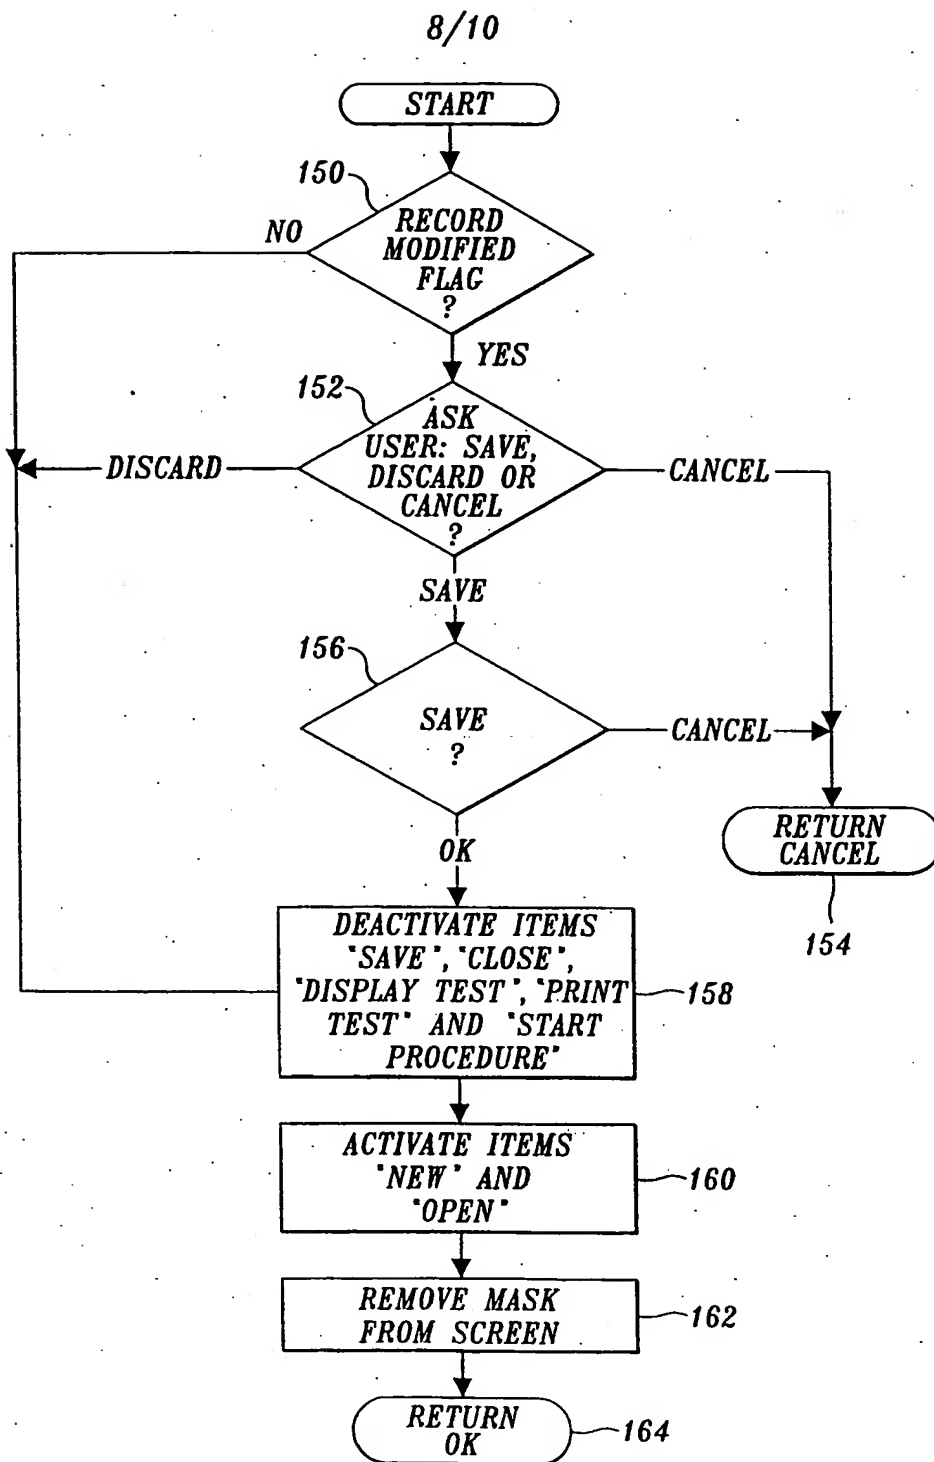 8/10
START
150
RECORD
MODIFIED
FLAG
?
NO
YES
152
ASK
USER: SAVE,
DISCARD OR
CANCEL
?
DISCARD
CANCEL
SAVE
156
SAVE
?
CANCEL
RETURN
CANCEL
154
OK
DEACTIVATE ITEMS
"SAVE", "CLOSE",
"DISPLAY TEST", "PRINT
TEST" AND "START
PROCEDURE"
158
ACTIVATE ITEMS
"NEW" AND
"OPEN"
160
REMOVE MASK
FROM SCREEN
162
RETURN
OK
164